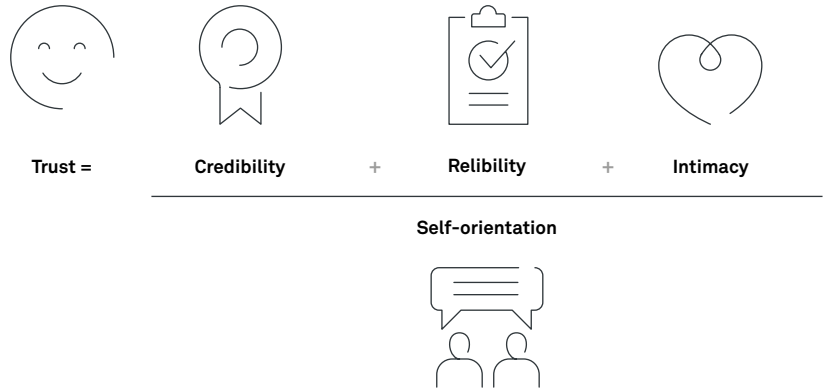 Trust = Credibility + Relibility + Intimacy
Self-orientation